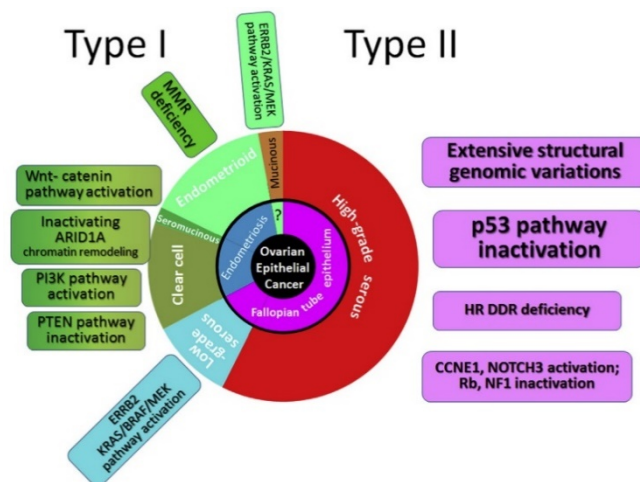 Type I
Type II
ERRB2/KRAS/MEK
pathway activation
MMR
deficiency
Wnt- catenin
pathway activation
Inactivating
ARID1A
chromatin remodeling
PI3K pathway
activation
PTEN pathway
inactivation
ERRB2
KRAS/BRAF/MEK
pathway activation
Mucinous
Endometrioid
Seromucinous
Clear cell
Low
-grade
serous
High-grade serous
?
Endometriosis
Fallopian tube epithelium
Ovarian
Epithelial
Cancer
Extensive structural
genomic variations
p53 pathway
inactivation
HR DDR deficiency
CCNE1, NOTCH3 activation;
Rb, NF1 inactivation